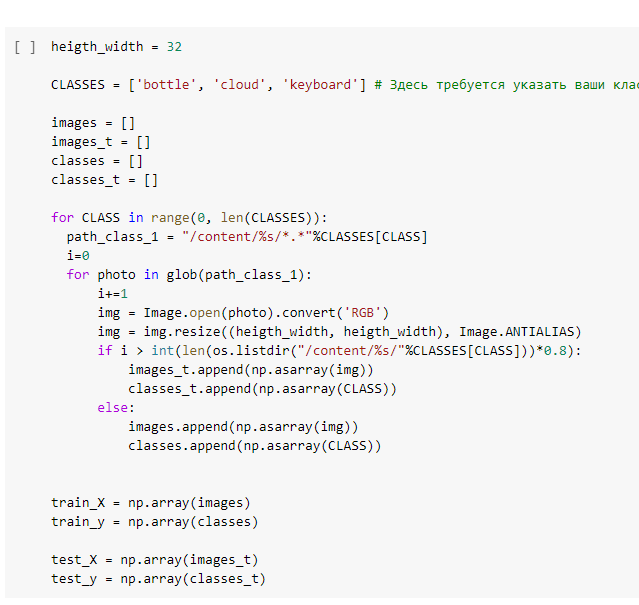 [ ] heigth_width = 32
CLASSES = ['bottle', 'cloud', 'keyboard'] # Здесь требуется указать ваши
images = []
images_t = []
classes = []
classes_t = []
for CLASS in range(0, len(CLASSES)):
path_class_1 = "/content/%s/*.*"%CLASSES[CLASS]
i=0
for photo in glob(path_class_1):
i+=1
img = Image.open(photo).convert('RGB')
img = img.resize((heigth_width, heigth_width), Image.ANTIALIAS)
if i > int(len(os.listdir("/content/%s/"%CLASSES[CLASS]))*0.8):
images_t.append(np.asarray(img))
classes_t.append(np.asarray(CLASS))
else:
images.append(np.asarray(img))
classes.append(np.asarray(CLASS))
train_X = np.array(images)
train_y = np.array(classes)
test_X = np.array(images_t)
test_y = np.array(classes_t)